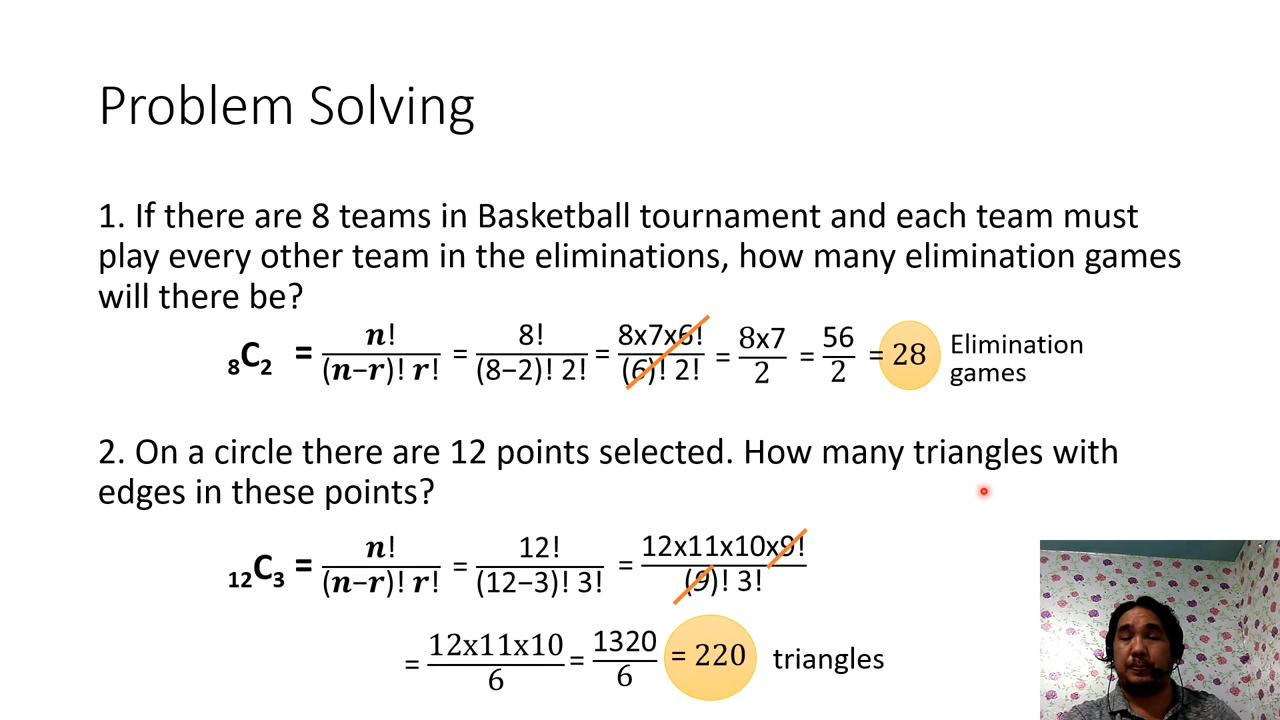 Problem Solving
1. If there are 8 teams in Basketball tournament and each team must
play every other team in the eliminations, how many elimination games
will there be?
₈C₂ = n!/(n−r)! r! = 8!/(8−2)! 2! = 8x7x6!/(6)! 2! = 8x7/2 = 56/2 = 28 Elimination games
2. On a circle there are 12 points selected. How many triangles with
edges in these points?
₁₂C₃ = n!/(n−r)! r! = 12!/(12−3)! 3! = 12x11x10x9!/(9)! 3!
= 12x11x10/6 = 1320/6 = 220 triangles